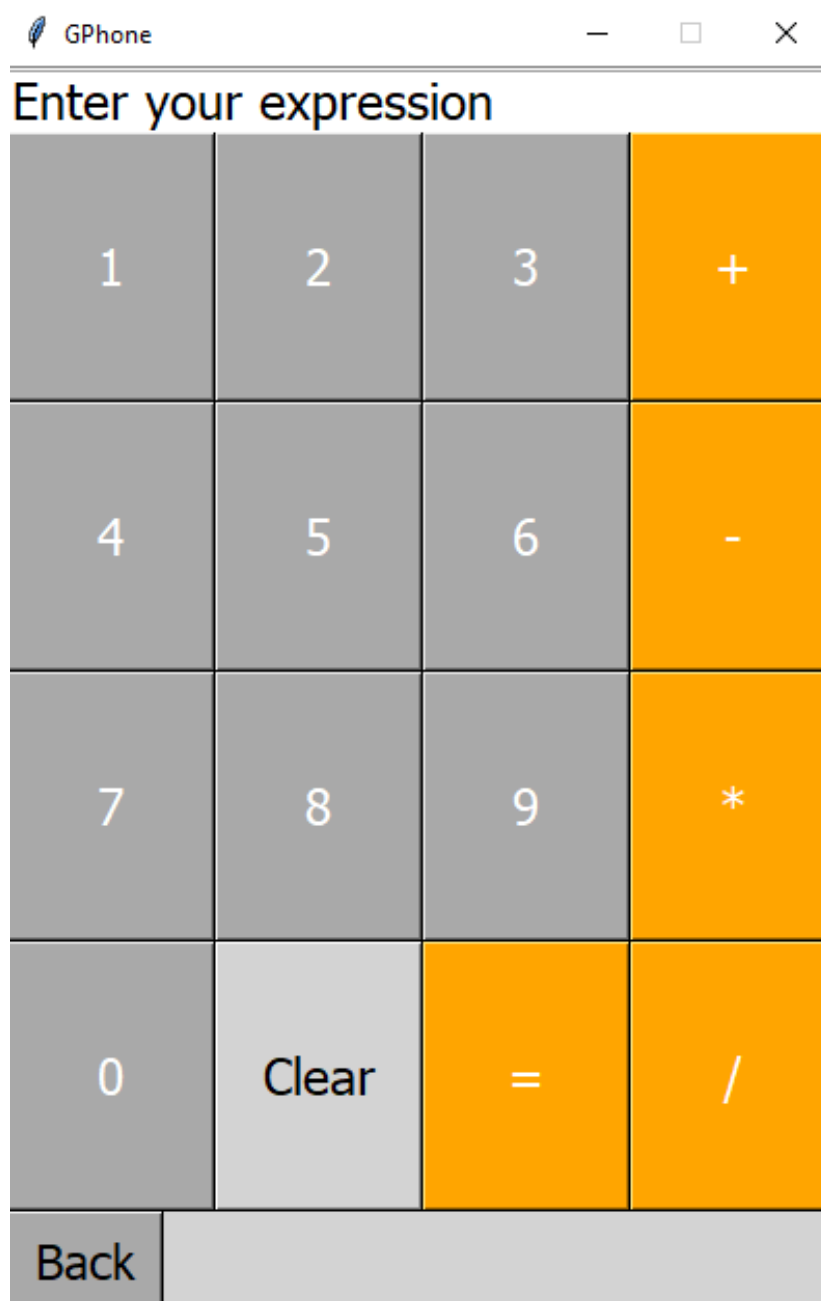 GPhone
Enter your expression
1 2 3 +
4 5 6 -
7 8 9 *
0 Clear = /
Back